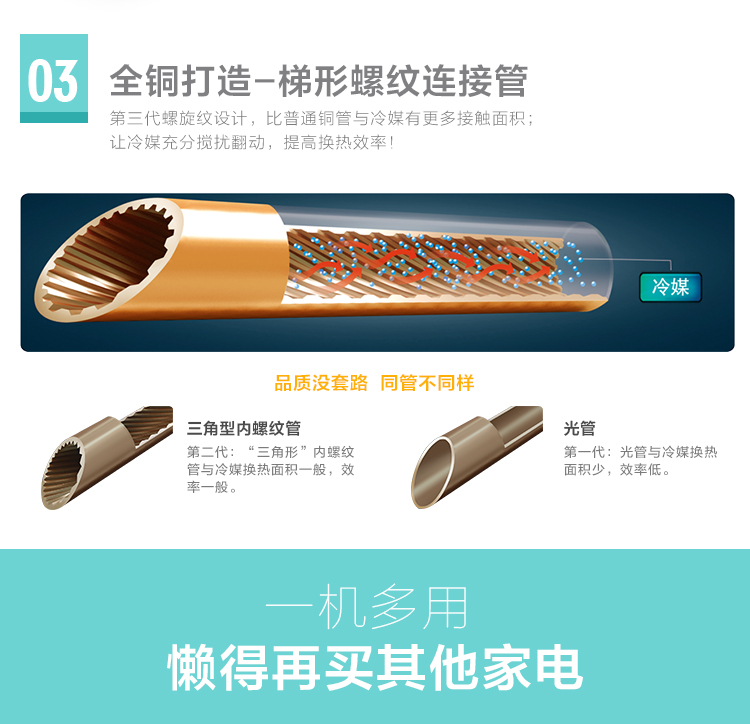 03
全铜打造-梯形螺纹连接管
第三代螺旋纹设计，比普通铜管与冷媒有更多接触面积；
让冷媒充分搅扰翻动，提高换热效率！
冷媒
品质没套路 同管不同样
三角型内螺纹管
第二代：“三角形”内螺纹
管与冷媒换热面积一般，效
率一般。
光管
第一代：光管与冷媒换热
面积少，效率低。
一机多用
懒得再买其他家电